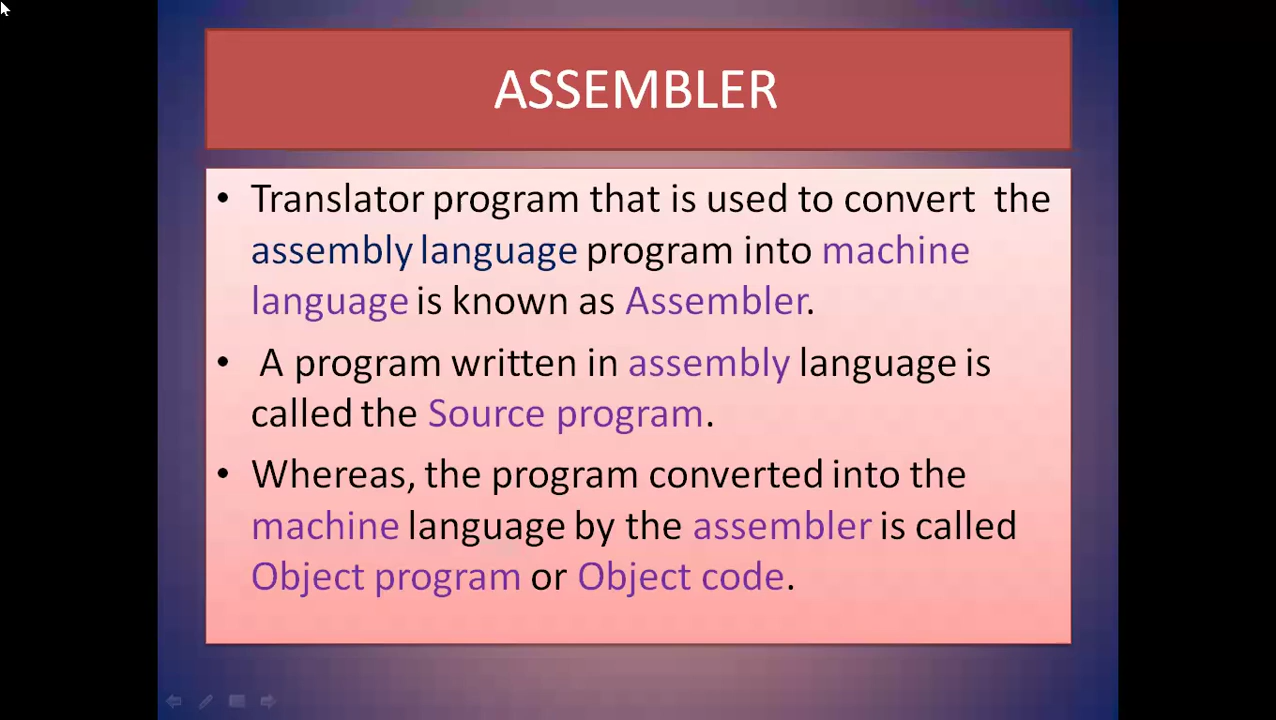 ASSEMBLER
• Translator program that is used to convert the
assembly language program into machine
language is known as Assembler.
• A program written in assembly language is
called the Source program.
• Whereas, the program converted into the
machine language by the assembler is called
Object program or Object code.